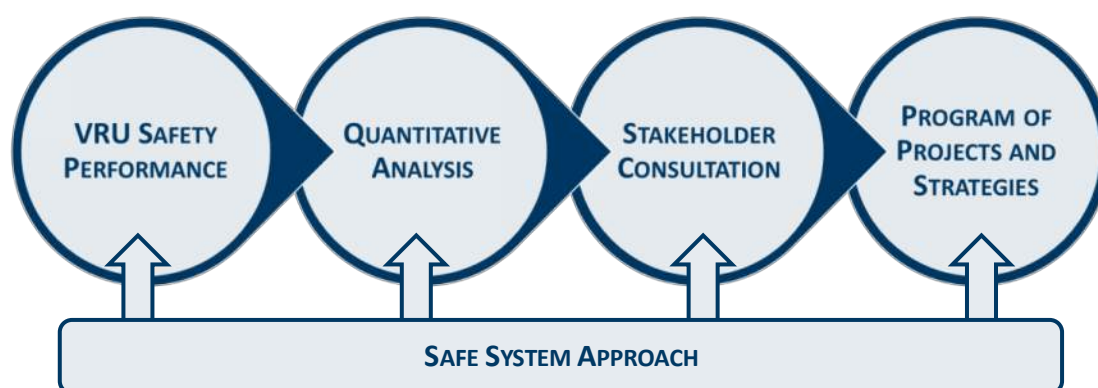 VRU SAFETY
PERFORMANCE
QUANTITATIVE
ANALYSIS
STAKEHOLDER
CONSULTATION
PROGRAM OF
PROJECTS AND
STRATEGIES
SAFE SYSTEM APPROACH